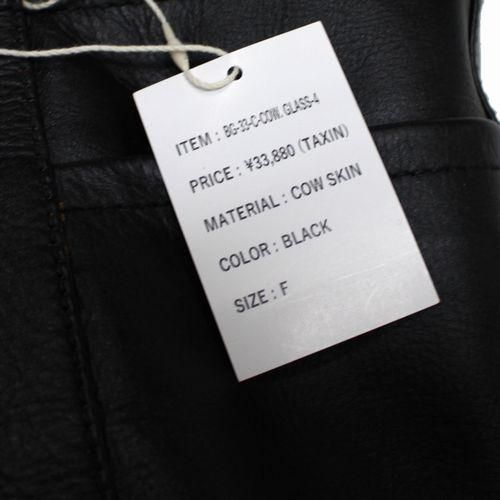 ITEM : BG-33-C-COW. GLASS-4
PRICE : ¥33,880 (TAXIN)
MATERIAL : COW SKIN
COLOR : BLACK
SIZE : F